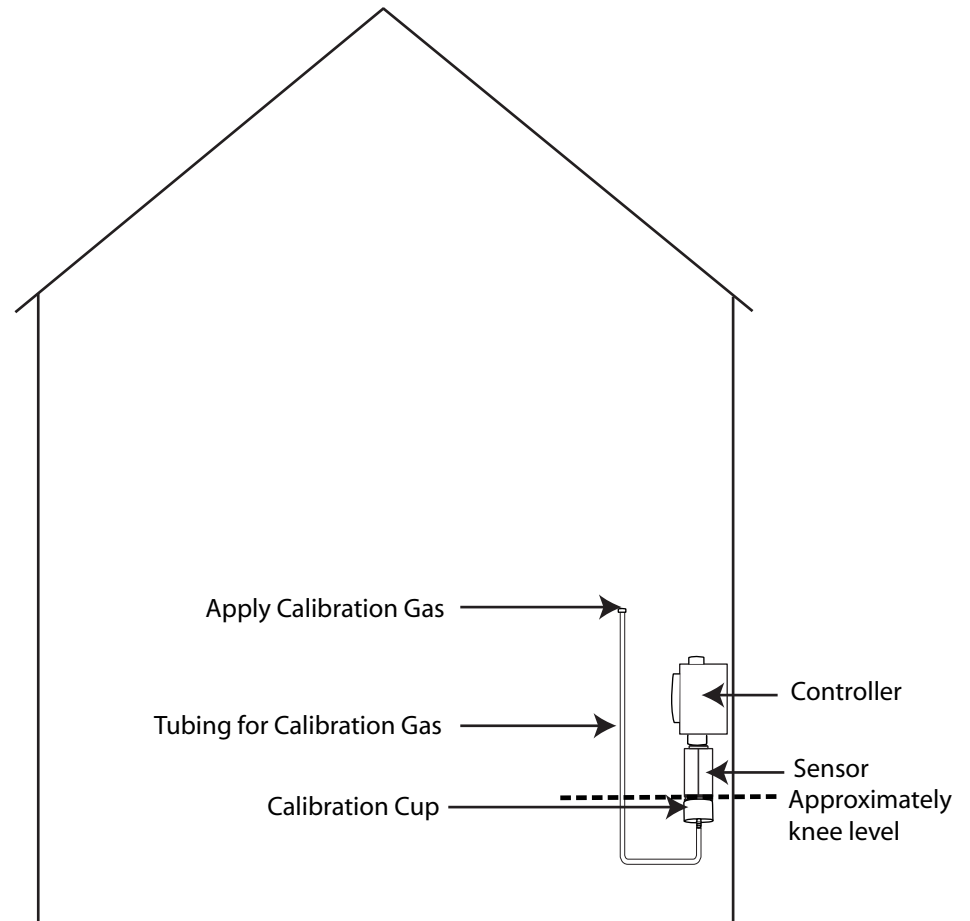 Apply Calibration Gas
Controller
Tubing for Calibration Gas
Sensor
Calibration Cup
Approximately
knee level